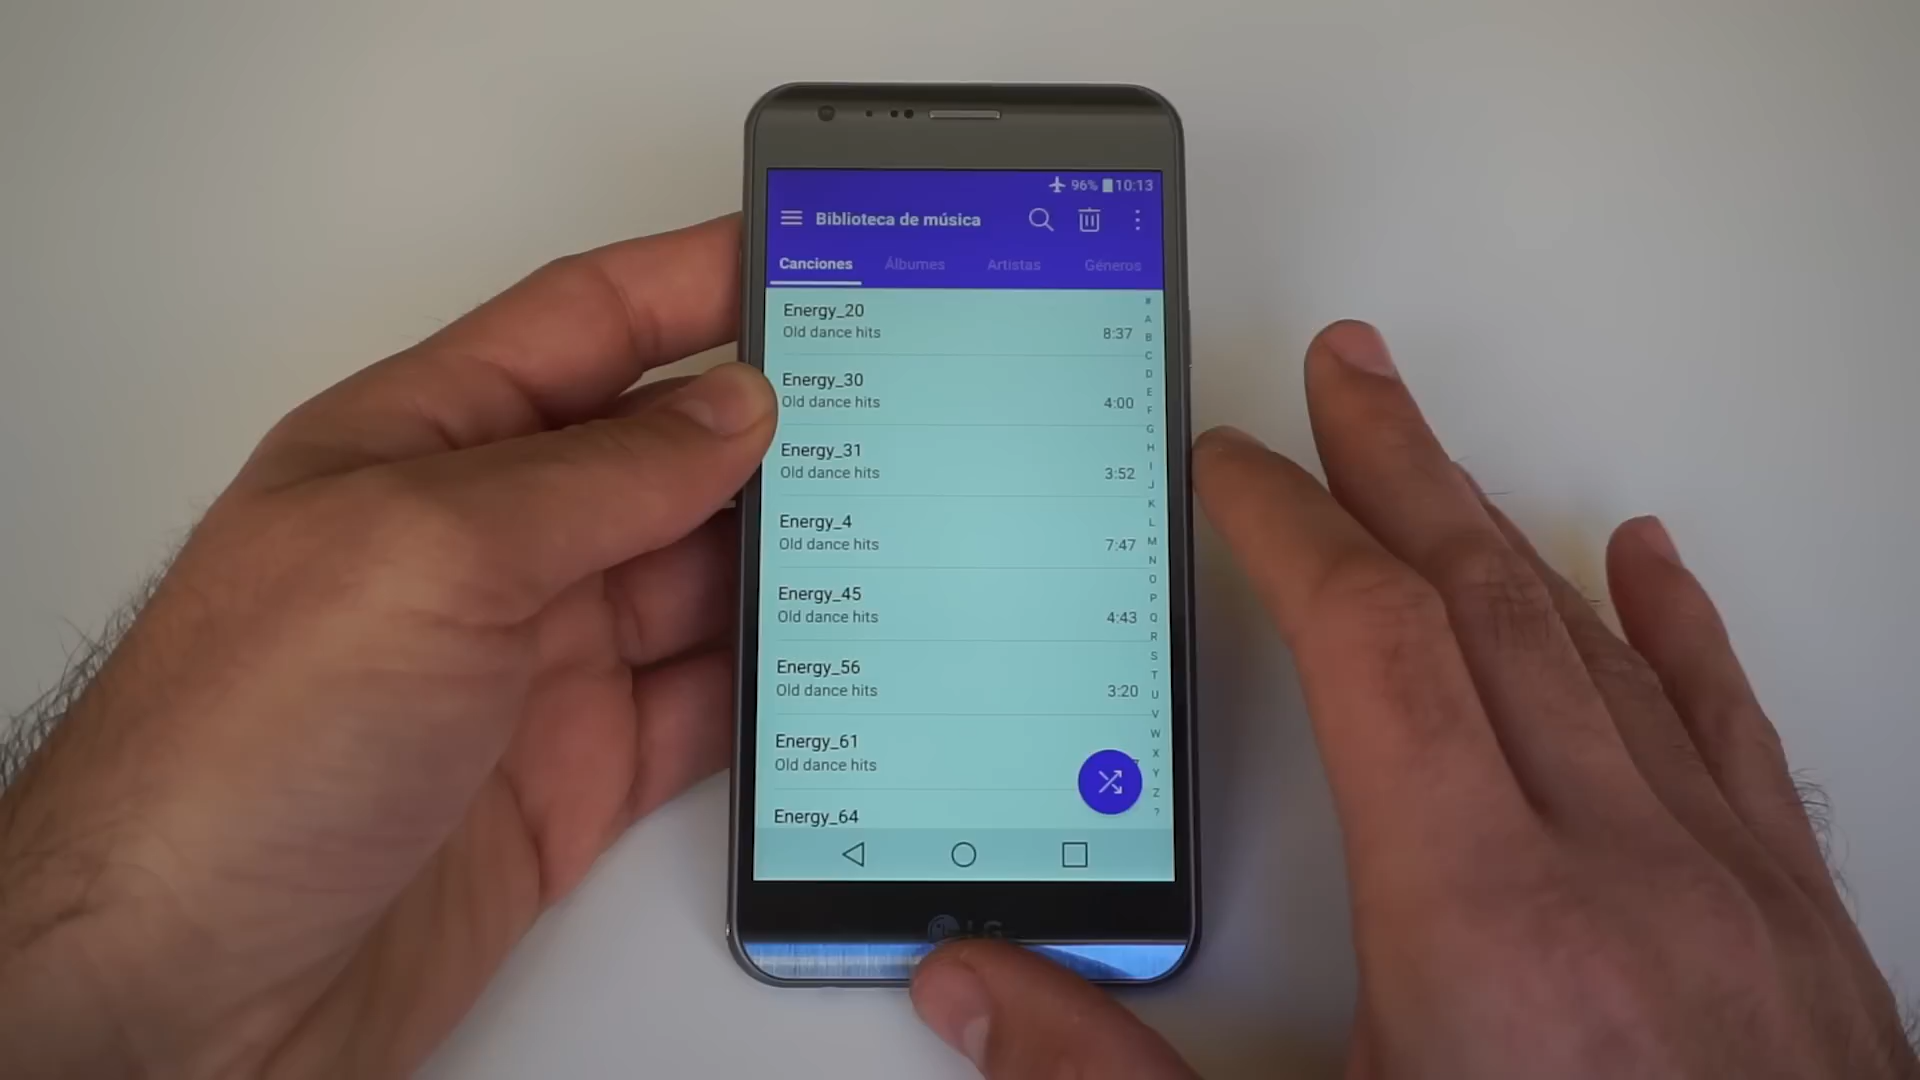 96% 10:13
Biblioteca de música
Canciones Álbumes Artistas Géneros
Energy_20
Old dance hits 8:37
Energy_30
Old dance hits 4:00
Energy_31
Old dance hits 3:52
Energy_4
Old dance hits 7:47
Energy_45
Old dance hits 4:43
Energy_56
Old dance hits 3:20
Energy_61
Old dance hits
Energy_64
#
A
B
C
D
E
F
G
H
I
J
K
L
M
N
O
P
Q
R
S
T
U
V
W
X
Y
Z
?
LG